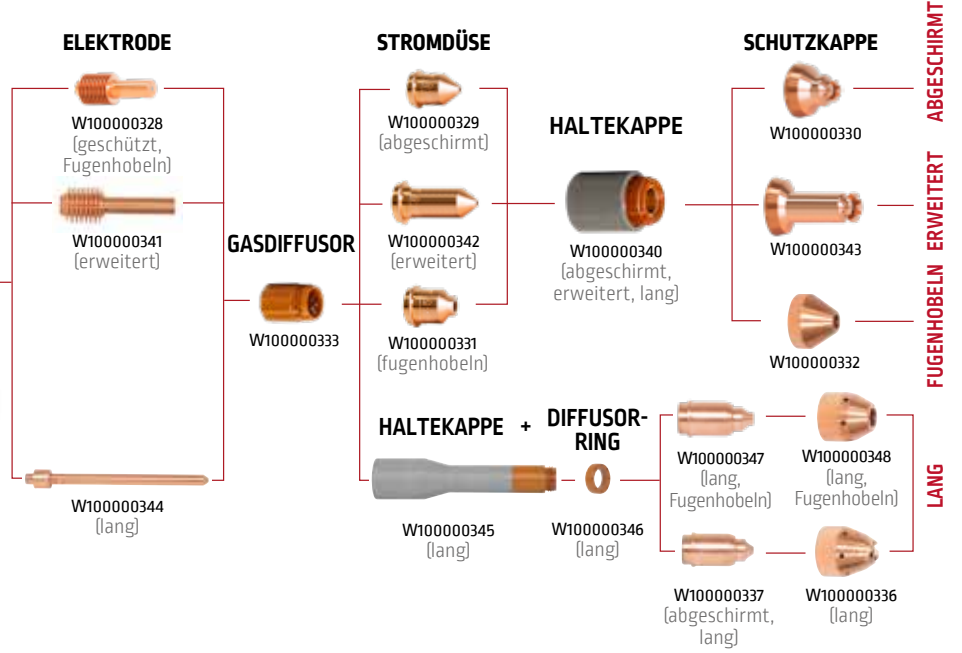 ELEKTRODE
W100000328
(geschützt,
Fugenhobeln)
W100000341
(erweitert)
W100000344
(lang)
GASDIFFUSOR
W100000333
STROMDÜSE
W100000329
(abgeschirmt)
W100000342
(erweitert)
W100000331
(fugenhobeln)
HALTEKAPPE
W100000340
(abgeschirmt,
erweitert, lang)
SCHUTZKAPPE
W100000330
W100000343
W100000332
ABGESCHIRMT
ERWEITERT
FUGENHOBELN
HALTEKAPPE + DIFFUSOR-
RING
W100000345
(lang)
W100000346
(lang)
W100000347
(lang,
Fugenhobeln)
W100000348
(lang,
Fugenhobeln)
W100000337
(abgeschirmt,
lang)
W100000336
(lang)
LANG